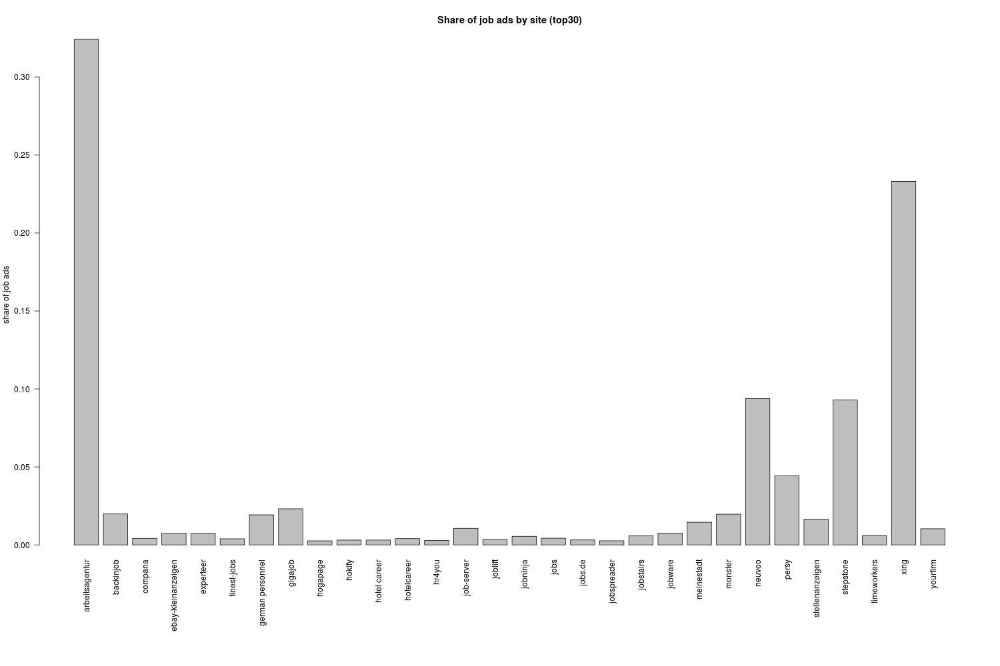 Share of job ads by site (top30)
share of job ads
0.30
0.25
0.20
0.15
0.10
0.05
0.00
arbeitsagentur
backinjob
compana
ebay-kleinanzeigen
experteer
finest-jobs
german personnel
gigajob
hogapage
hokify
hotel career
hotelcareer
hr4you
job-server
joblift
jobninja
jobs
jobs.de
jobspreader
jobstairs
jobware
meinestadt
monster
neuvoo
persy
stellenanzeigen
stepstone
timeworkers
xing
yourfirm